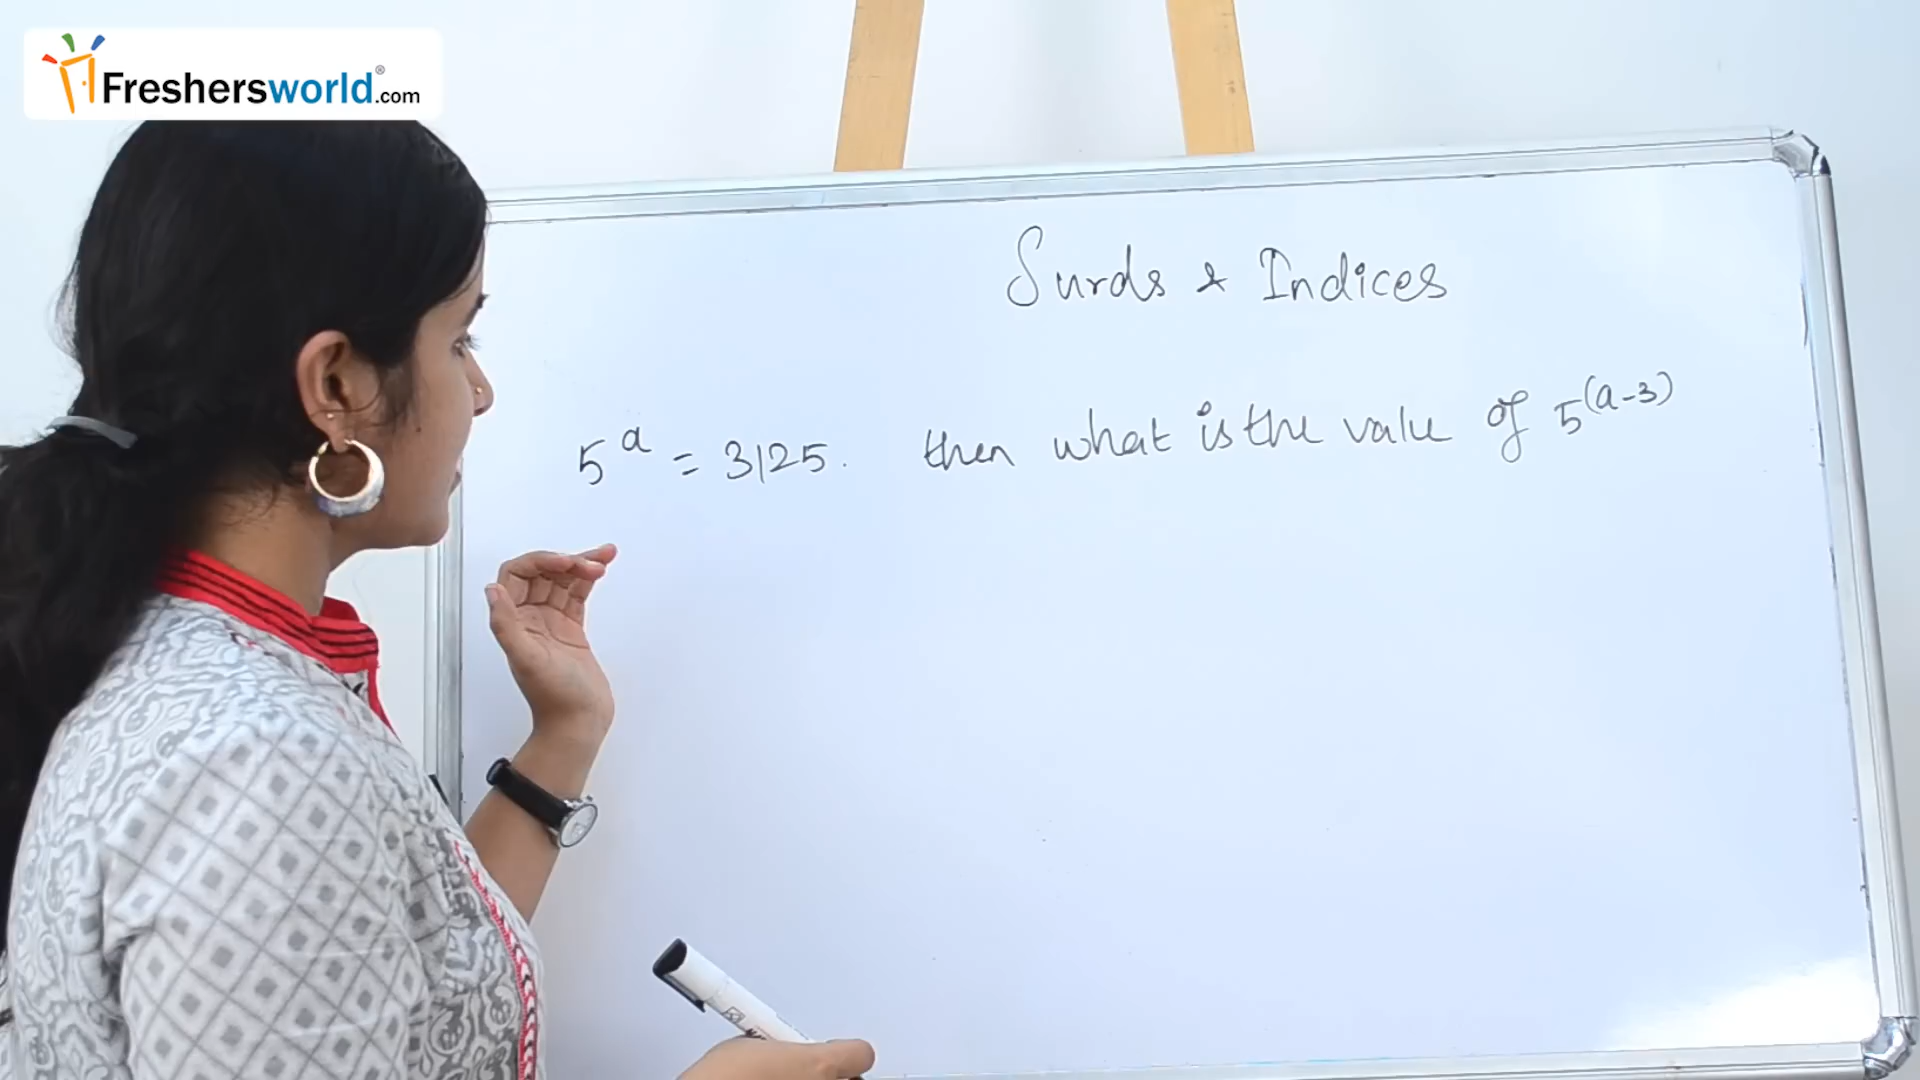 Freshersworld.com®
Surds & Indices
5^a = 3125. then what is the value of 5^(a-3)